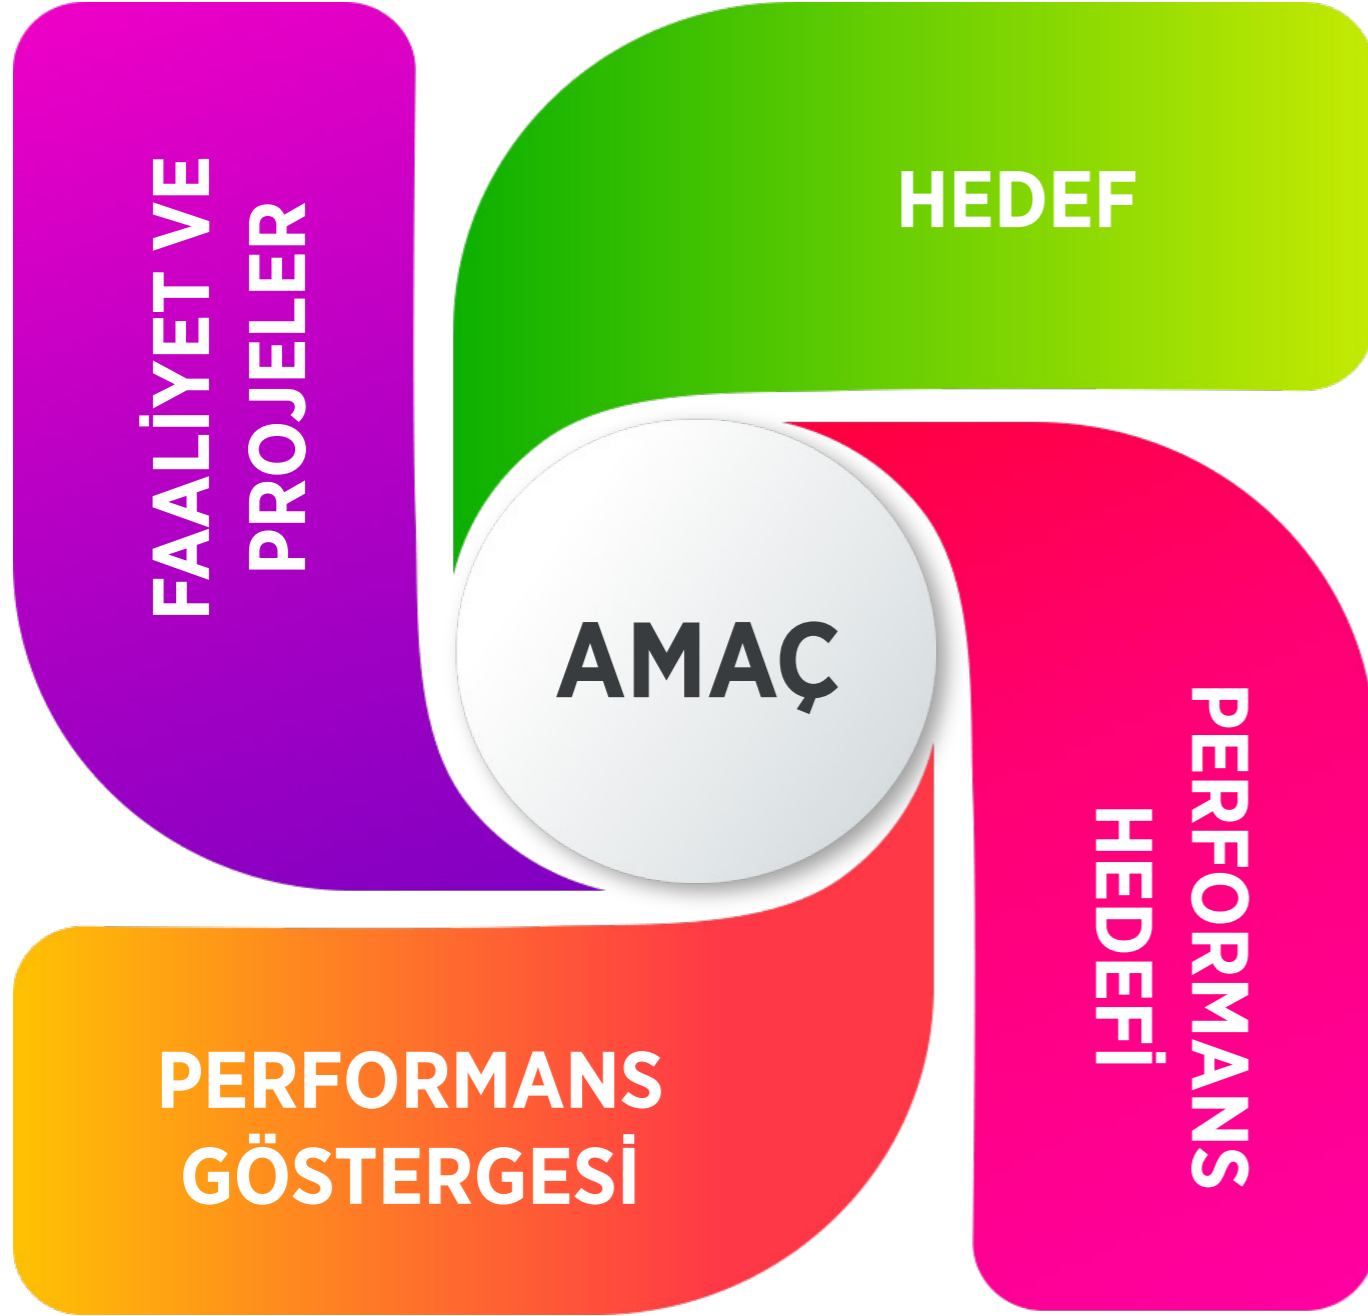 FAALİYET VE
PROJELER
HEDEF
AMAÇ
PERFORMANS
HEDEFİ
PERFORMANS
GÖSTERGESİ